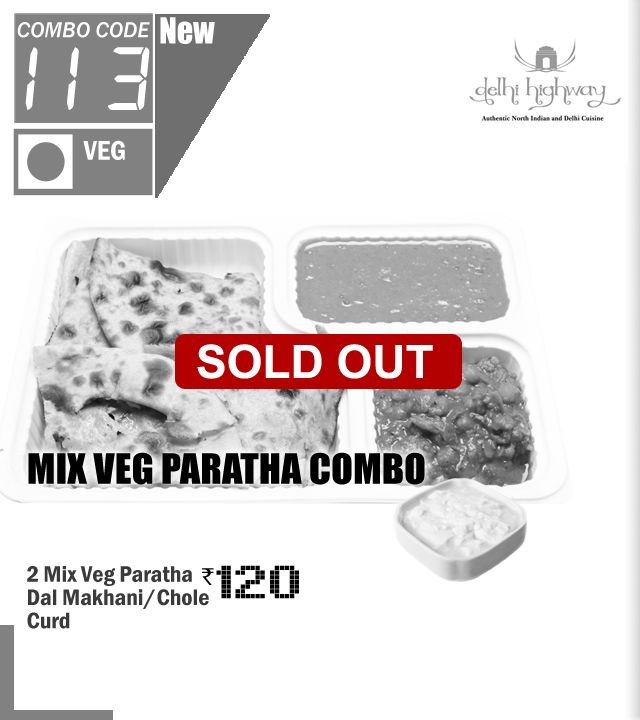 COMBO CODE
New
113
VEG
delhi highway
Authentic North Indian and Delhi Cuisine
SOLD OUT
MIX VEG PARATHA COMBO
2 Mix Veg Paratha ₹120
Dal Makhani/Chole
Curd